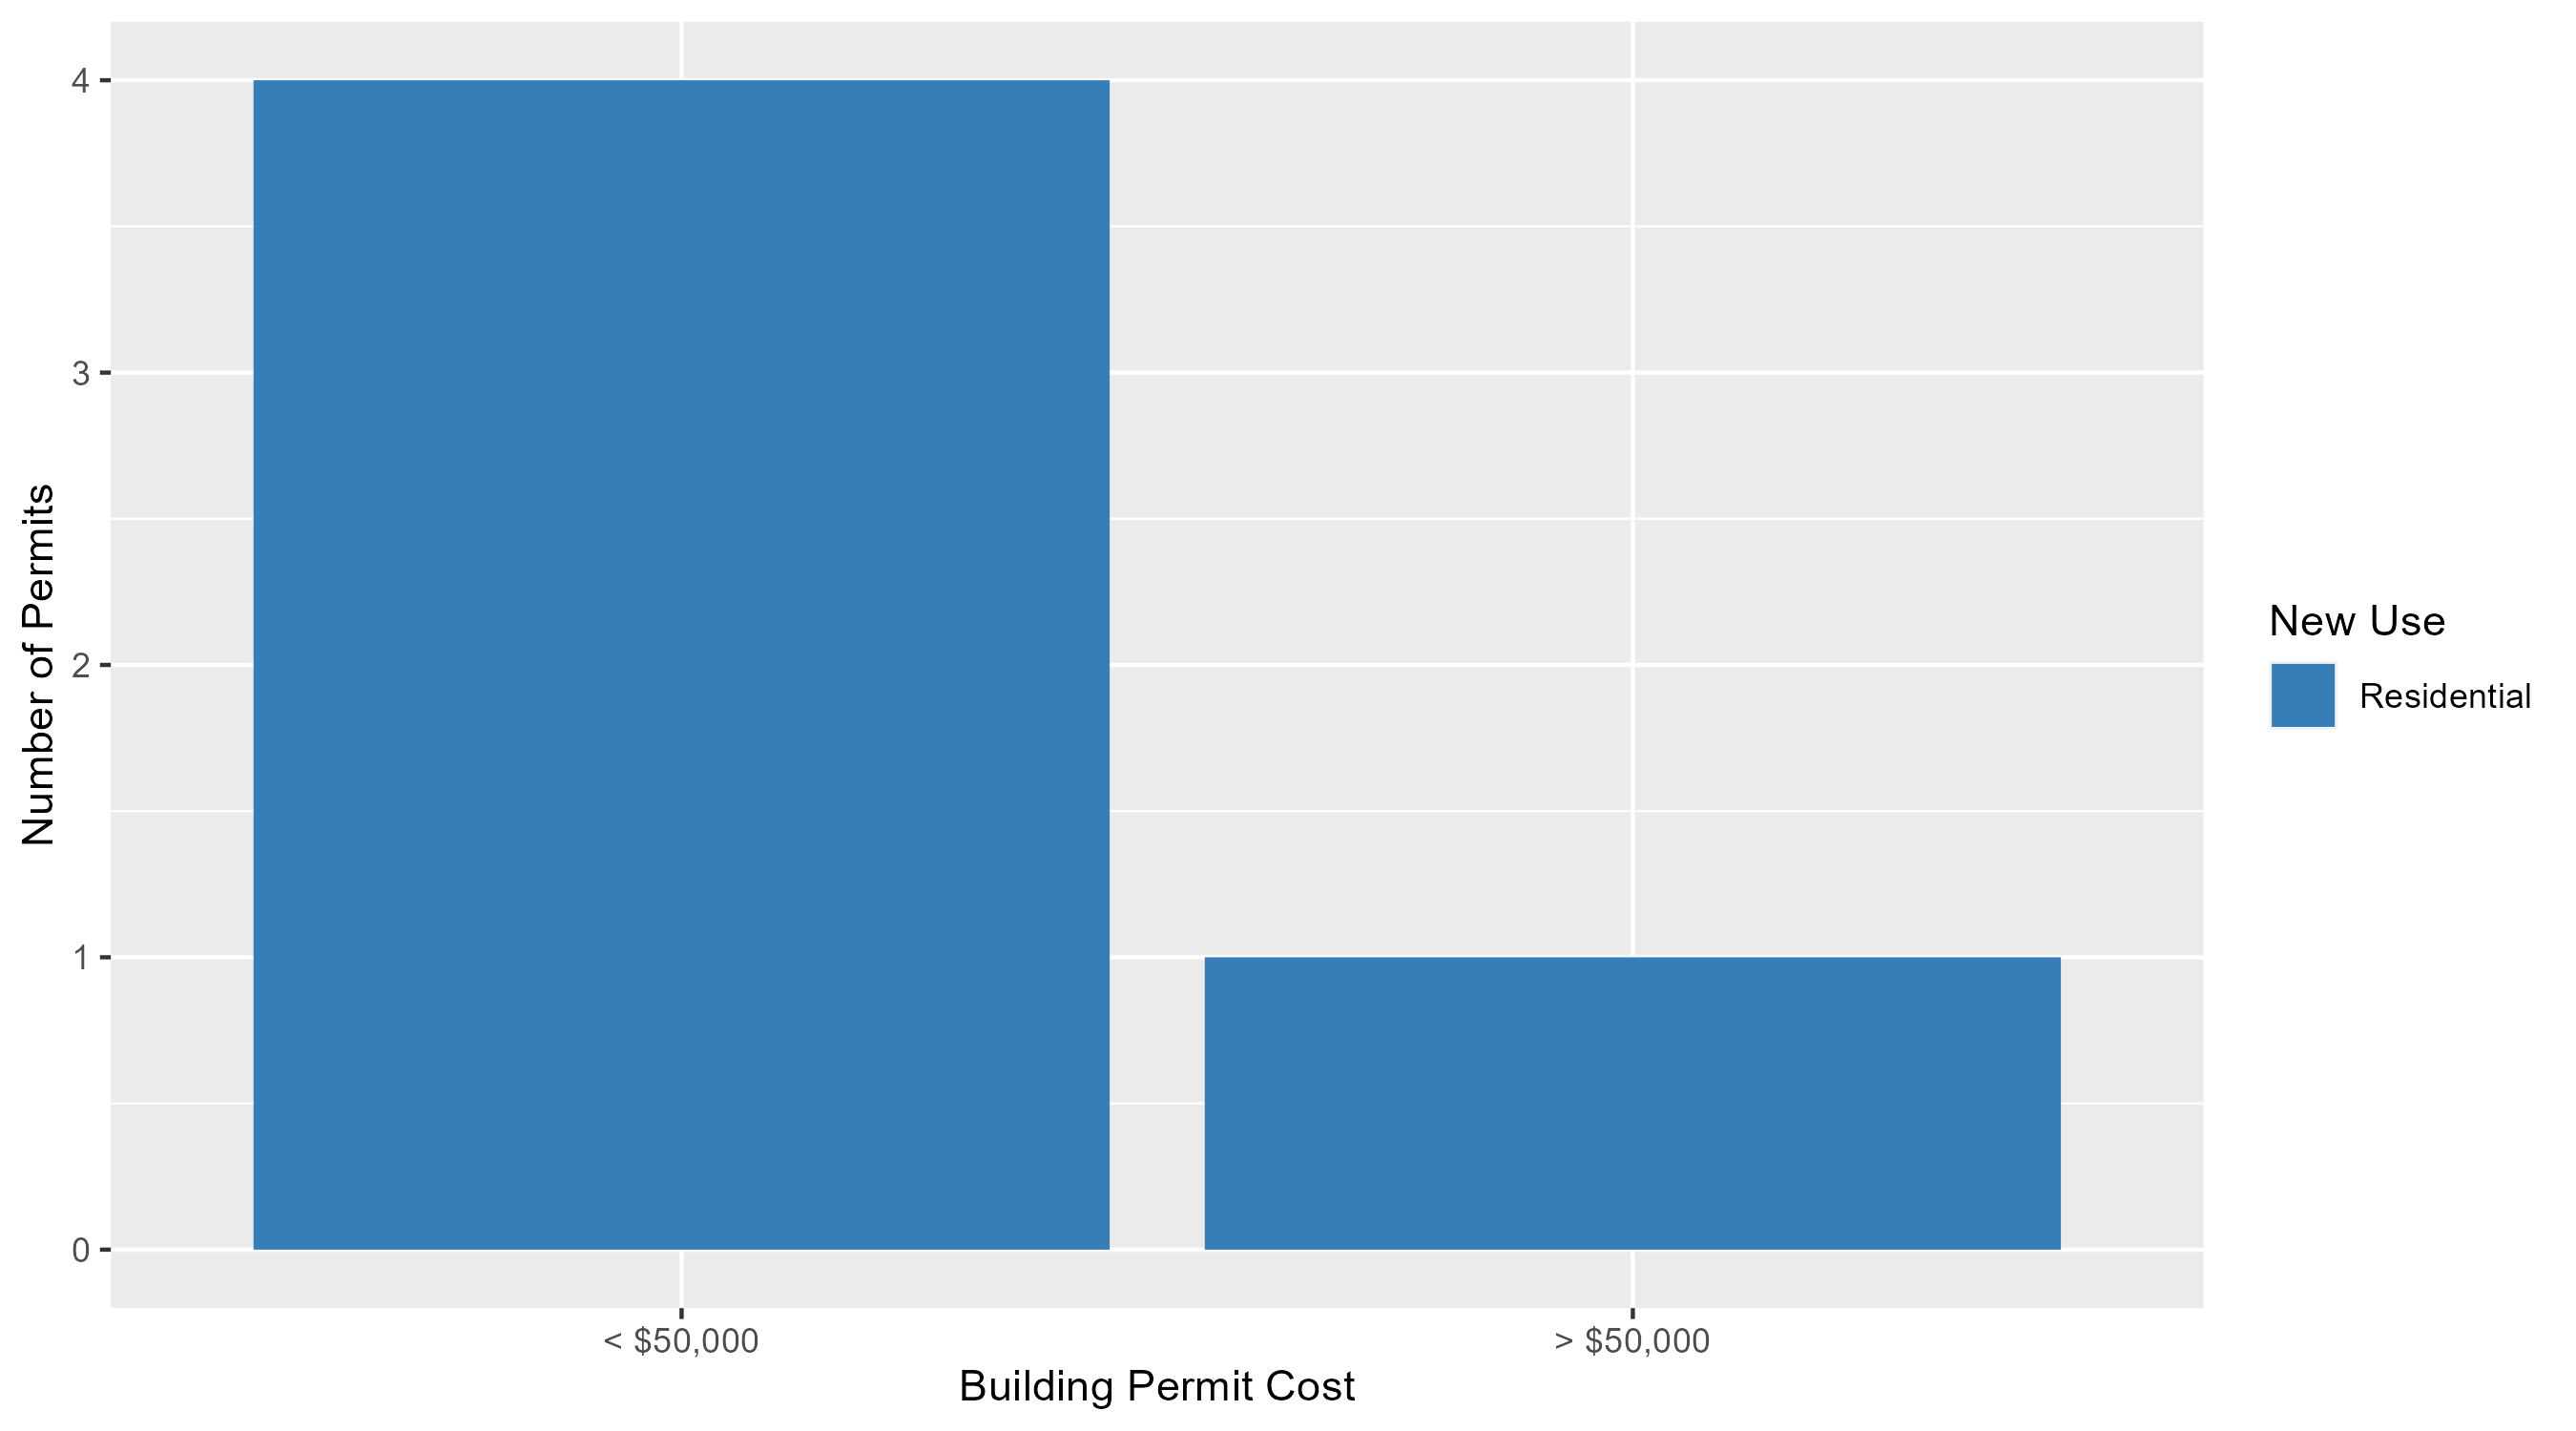 4
3
2
1
0
Number of Permits
< $50,000
> $50,000
Building Permit Cost
New Use
Residential